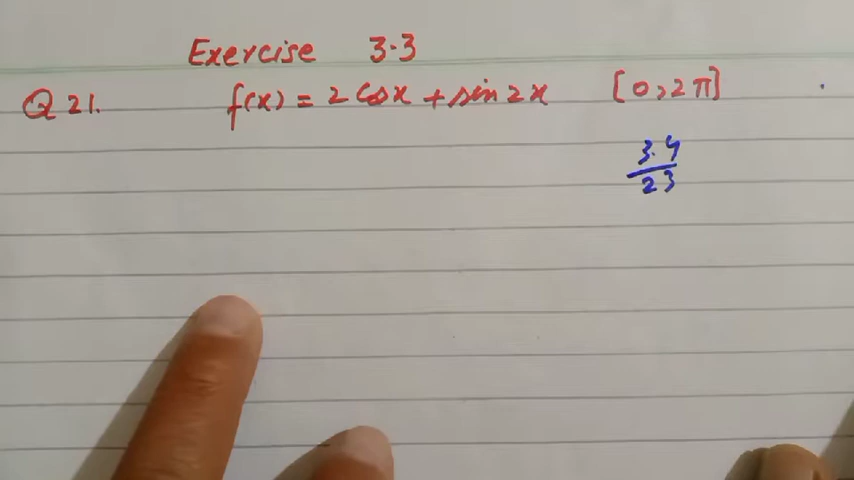 Exercise 3.3
Q 21. f(x) = 2 Cos x + sin 2x [0, 2π]
3.4
23